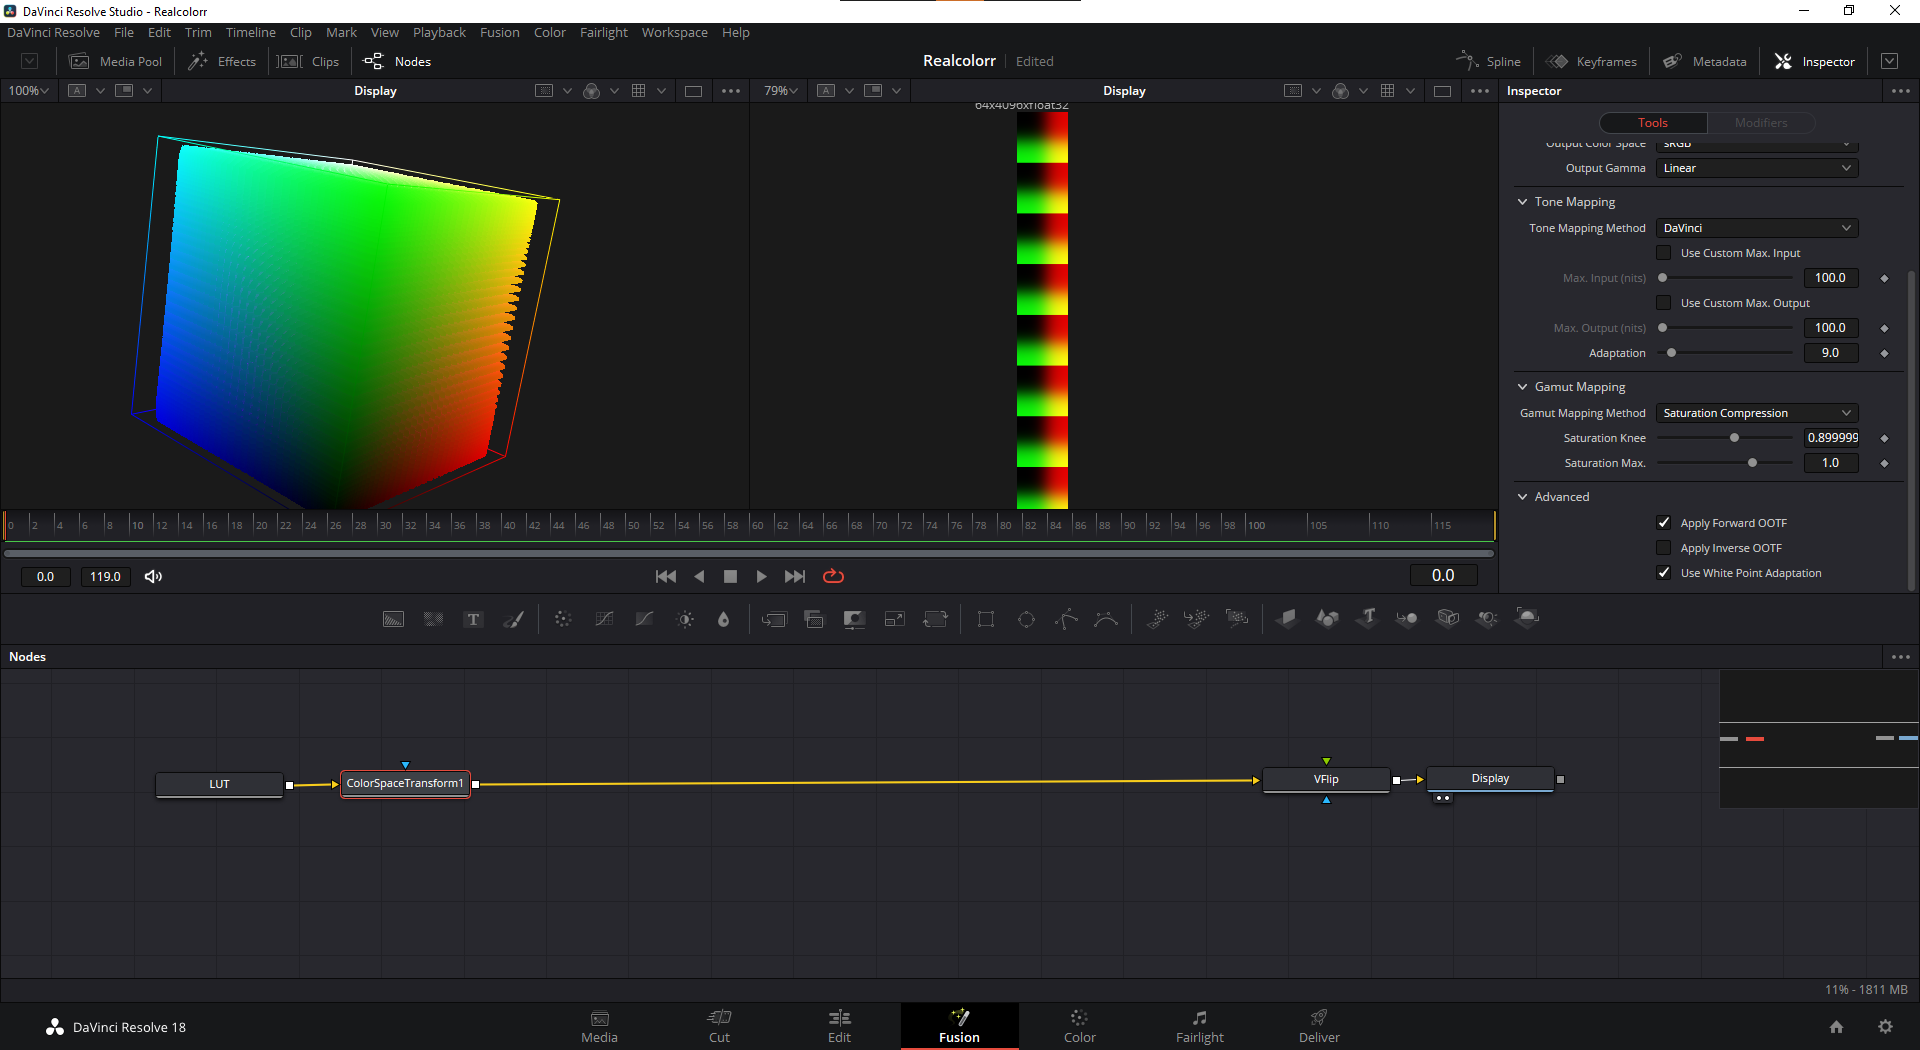 DaVinci Resolve Studio - Realcolorr
DaVinci Resolve File Edit Trim Timeline Clip Mark View Playback Fusion Color Fairlight Workspace Help
Media Pool Effects Clips Nodes Realcolorr Edited Spline Keyframes Metadata Inspector
100% A Display 79% A Display Inspector
64x4096xfloat32
Tools Modifiers
Output Color Space sRGB
Output Gamma Linear
Tone Mapping
Tone Mapping Method DaVinci
Use Custom Max. Input
Max. Input (nits) 100.0
Use Custom Max. Output
Max. Output (nits) 100.0
Adaptation 9.0
Gamut Mapping
Gamut Mapping Method Saturation Compression
Saturation Knee 0.899999
Saturation Max. 1.0
Advanced
Apply Forward OOTF
Apply Inverse OOTF
Use White Point Adaptation
0 2 4 6 8 10 12 14 16 18 20 22 24 26 28 30 32 34 36 38 40 42 44 46 48 50 52 54 56 58 60 62 64 66 68 70 72 74 76 78 80 82 84 86 88 90 92 94 96 98 100 105 110 115
0.0 119.0 0.0
T
Nodes
LUT ColorSpaceTransform1 VFlip Display
11% - 1811 MB
DaVinci Resolve 18 Media Cut Edit Fusion Color Fairlight Deliver